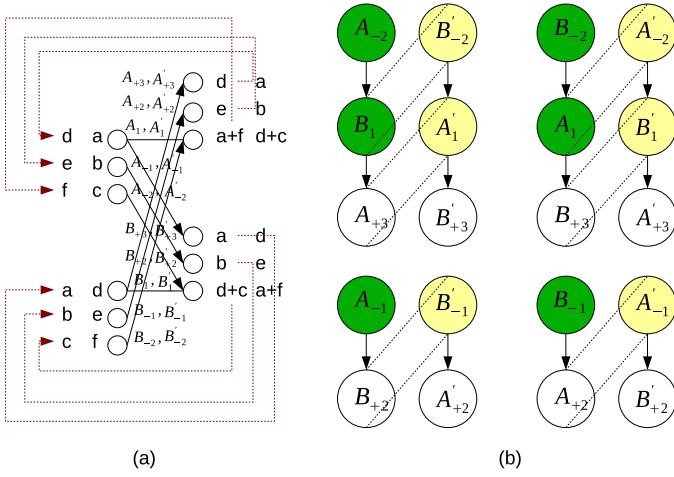 A₊₃, A'₊₃ d a
A₊₂, A'₊₂ e b
A₁, A'₁
d a a+f d+c
e b A₋₁, A'₋₁
f c A₋₂, A'₋₂
B₊₃, B'₊₃ a d
B₊₂, B'₊₂ b e
B₁, B'₁
a d d+c a+f
b e B₋₁, B'₋₁
c f B₋₂, B'₋₂
(a)
A₋₂ B'₋₂ B₋₂ A'₋₂
B₁ A'₁ A₁ B'₁
A₊₃ B'₊₃ B₊₃ A'₊₃
A₋₁ B'₋₁ B₋₁ A'₋₁
B₊₂ A'₊₂ A₊₂ B'₊₂
(b)